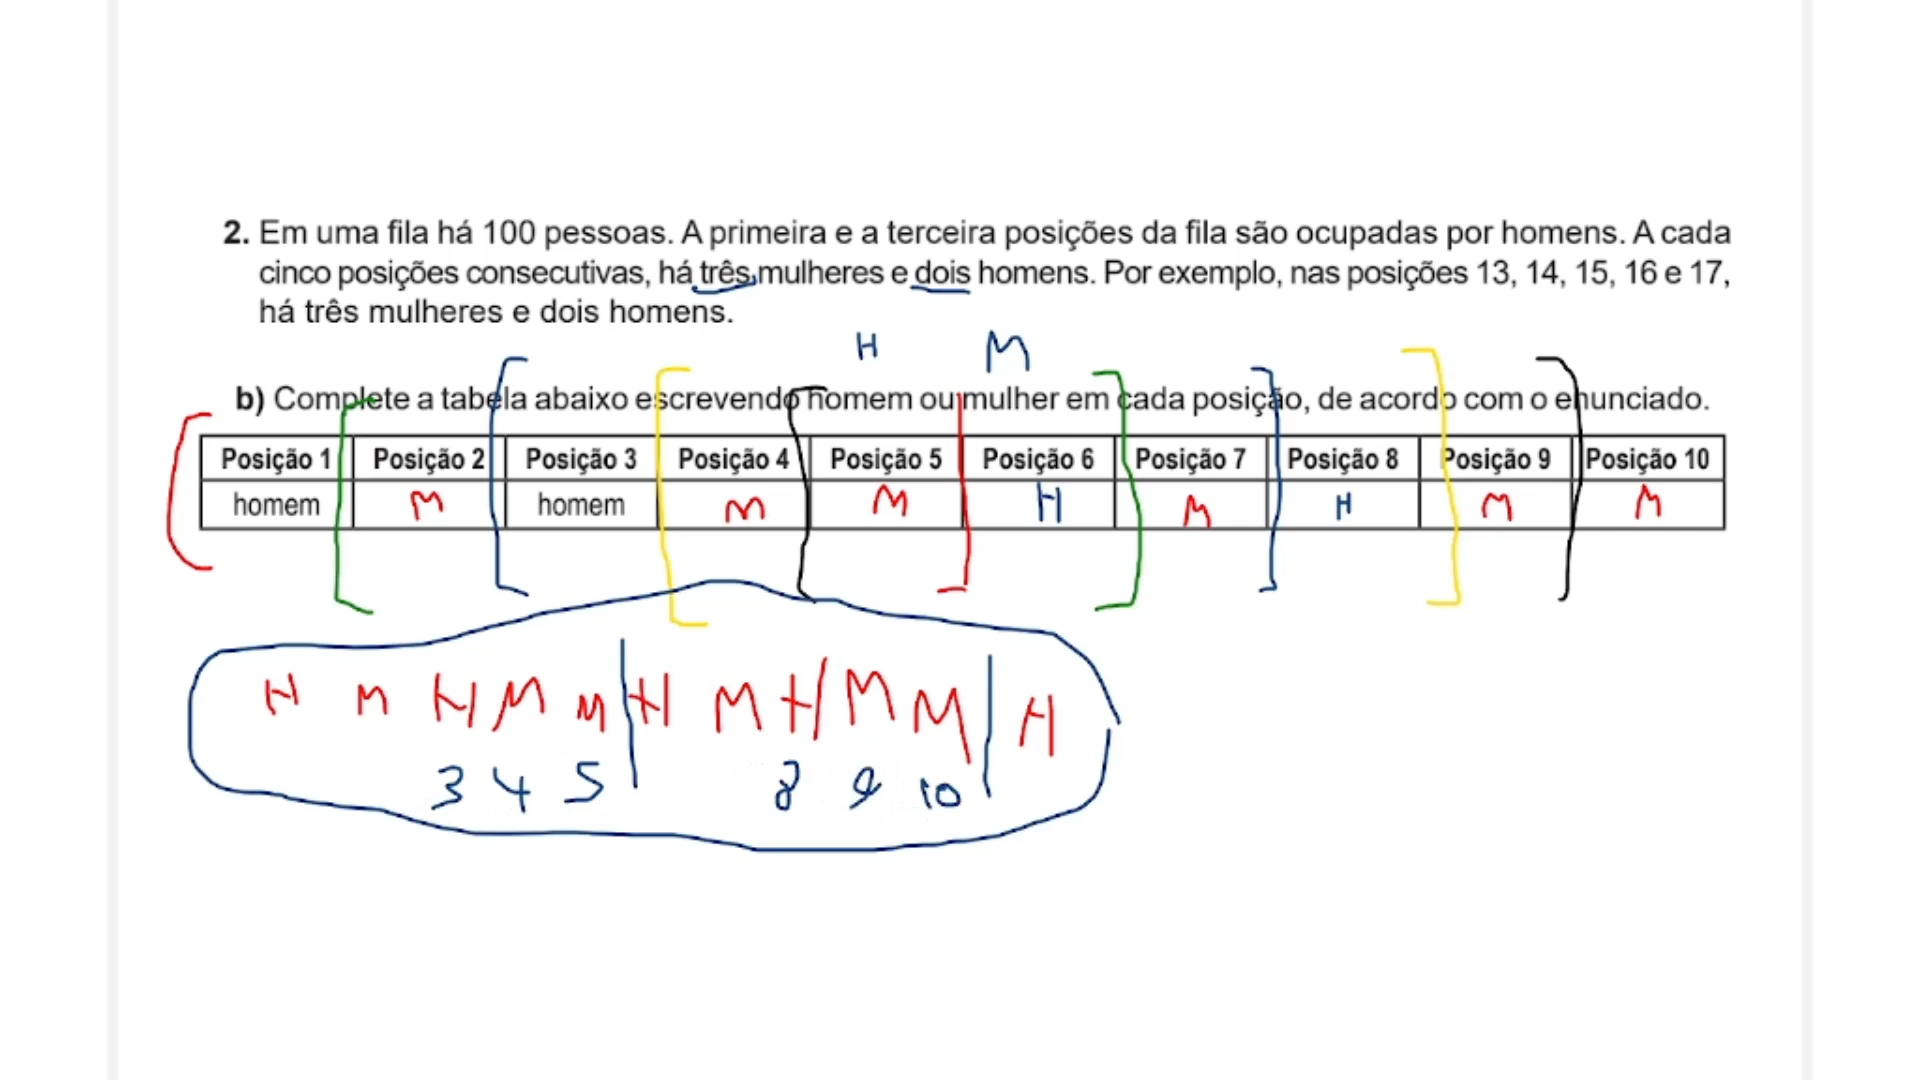 2. Em uma fila há 100 pessoas. A primeira e a terceira posições da fila são ocupadas por homens. A cada
cinco posições consecutivas, há três mulheres e dois homens. Por exemplo, nas posições 13, 14, 15, 16 e 17,
há três mulheres e dois homens.
H M
b) Complete a tabela abaixo escrevendo homem ou mulher em cada posição, de acordo com o enunciado.
Posição 1 Posição 2 Posição 3 Posição 4 Posição 5 Posição 6 Posição 7 Posição 8 Posição 9 Posição 10
homem M homem M M H M H M M
H M H M M H M H M M H
3 4 5 8 9 10